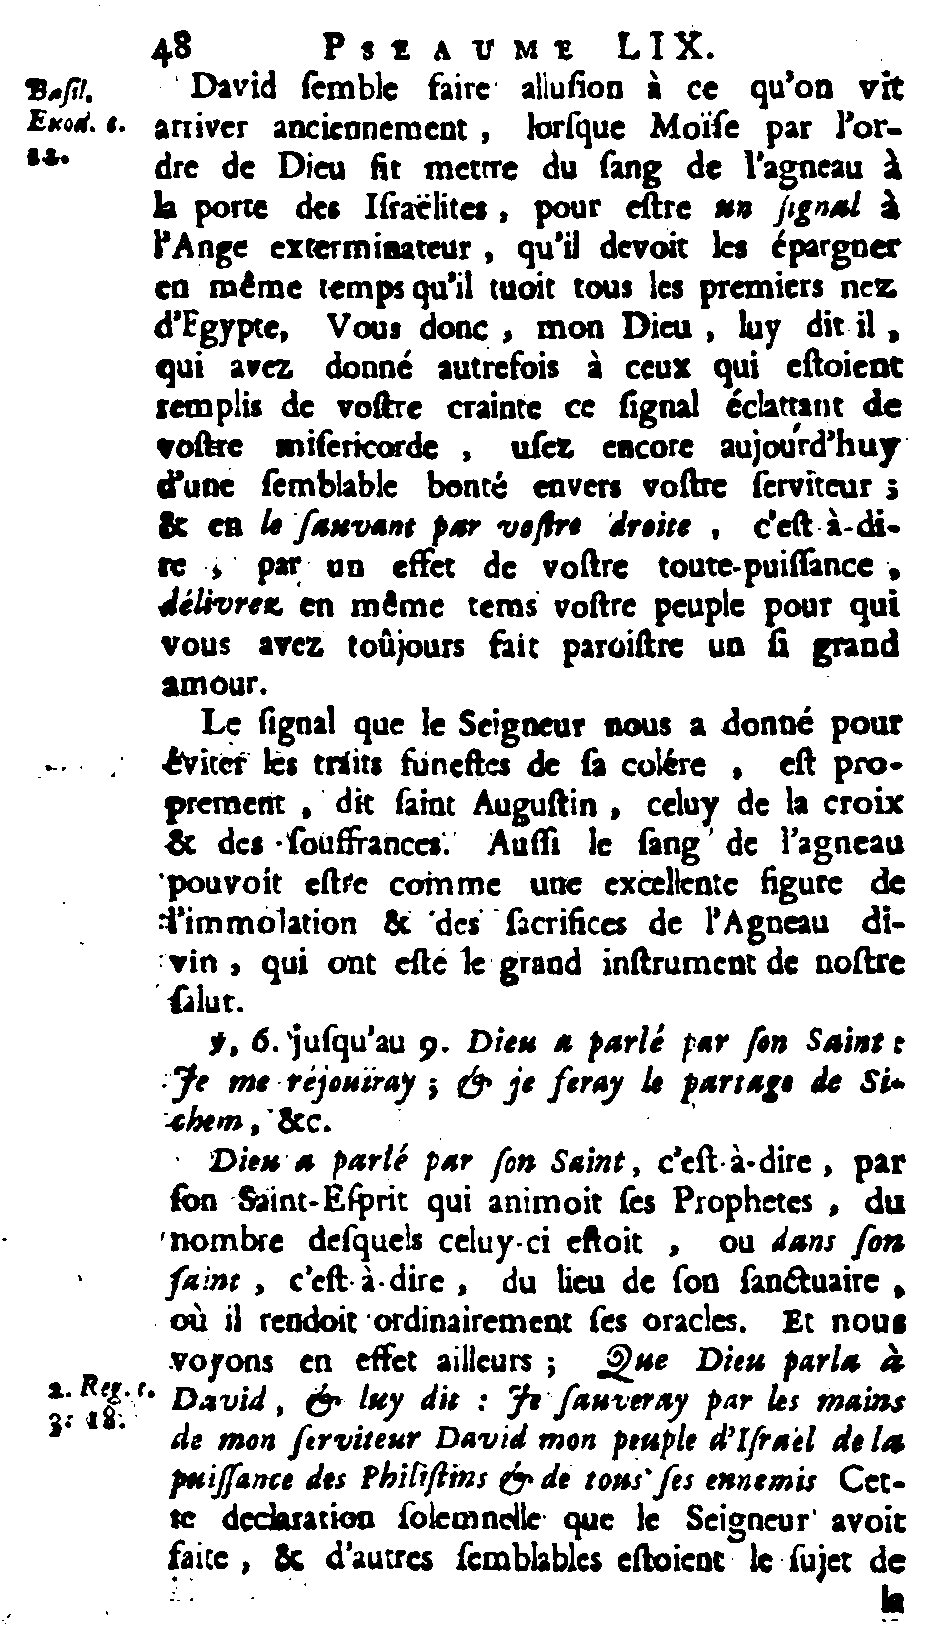 48 PSEAUME LIX.
Basil.
Exod. c.
12.
David ſemble faire alluſion à ce qu'on vit
arriver anciennement, lorſque Moïſe par l'or-
dre de Dieu fit mettre du ſang de l'agneau à
la porte des Iſraëlites, pour eſtre un ſignal à
l'Ange exterminateur, qu'il devoit les épargner
en même temps qu'il tuoit tous les premiers nez
d'Egypte, Vous donc, mon Dieu, luy dit il,
qui avez donné autrefois à ceux qui eſtoient
remplis de voſtre crainte ce ſignal éclattant de
voſtre miſericorde, uſez encore aujourd'huy
d'une ſemblable bonté envers voſtre ſerviteur;
& en le ſauvant par voſtre droite, c'eſt-à-di-
re, par un effet de voſtre toute-puiſſance,
délivrez en même tems voſtre peuple pour qui
vous avez toûjours fait paroiſtre un ſi grand
amour.
Le ſignal que le Seigneur nous a donné pour
éviter les traits funeſtes de ſa colére, eſt pro-
prement, dit ſaint Auguſtin, celuy de la croix
& des ſouffrances. Auſſi le ſang de l'agneau
pouvoit eſtre comme une excellente figure de
l'immolation & des ſacrifices de l'Agneau di-
vin, qui ont eſté le grand inſtrument de noſtre
ſalut.
℣. 6. juſqu'au 9. Dieu a parlé par ſon Saint:
Je me réjouïray; & je feray le partage de Si-
chem, &c.
Dieu a parlé par ſon Saint, c'eſt-à-dire, par
ſon Saint-Eſprit qui animoit ſes Prophetes, du
nombre deſquels celuy-ci eſtoit, ou dans ſon
ſaint, c'eſt-à-dire, du lieu de ſon ſanctuaire,
où il rendoit ordinairement ſes oracles. Et nous
voyons en effet ailleurs; Que Dieu parla à
2. Reg. c.
3: 18.
David, & luy dit: Je ſauveray par les mains
de mon ſerviteur David mon peuple d'Iſraël de la
puiſſance des Philiſtins & de tous ſes ennemis Cet-
te declaration ſolemnelle que le Seigneur avoit
faite, & d'autres ſemblables eſtoient le ſujet de
la